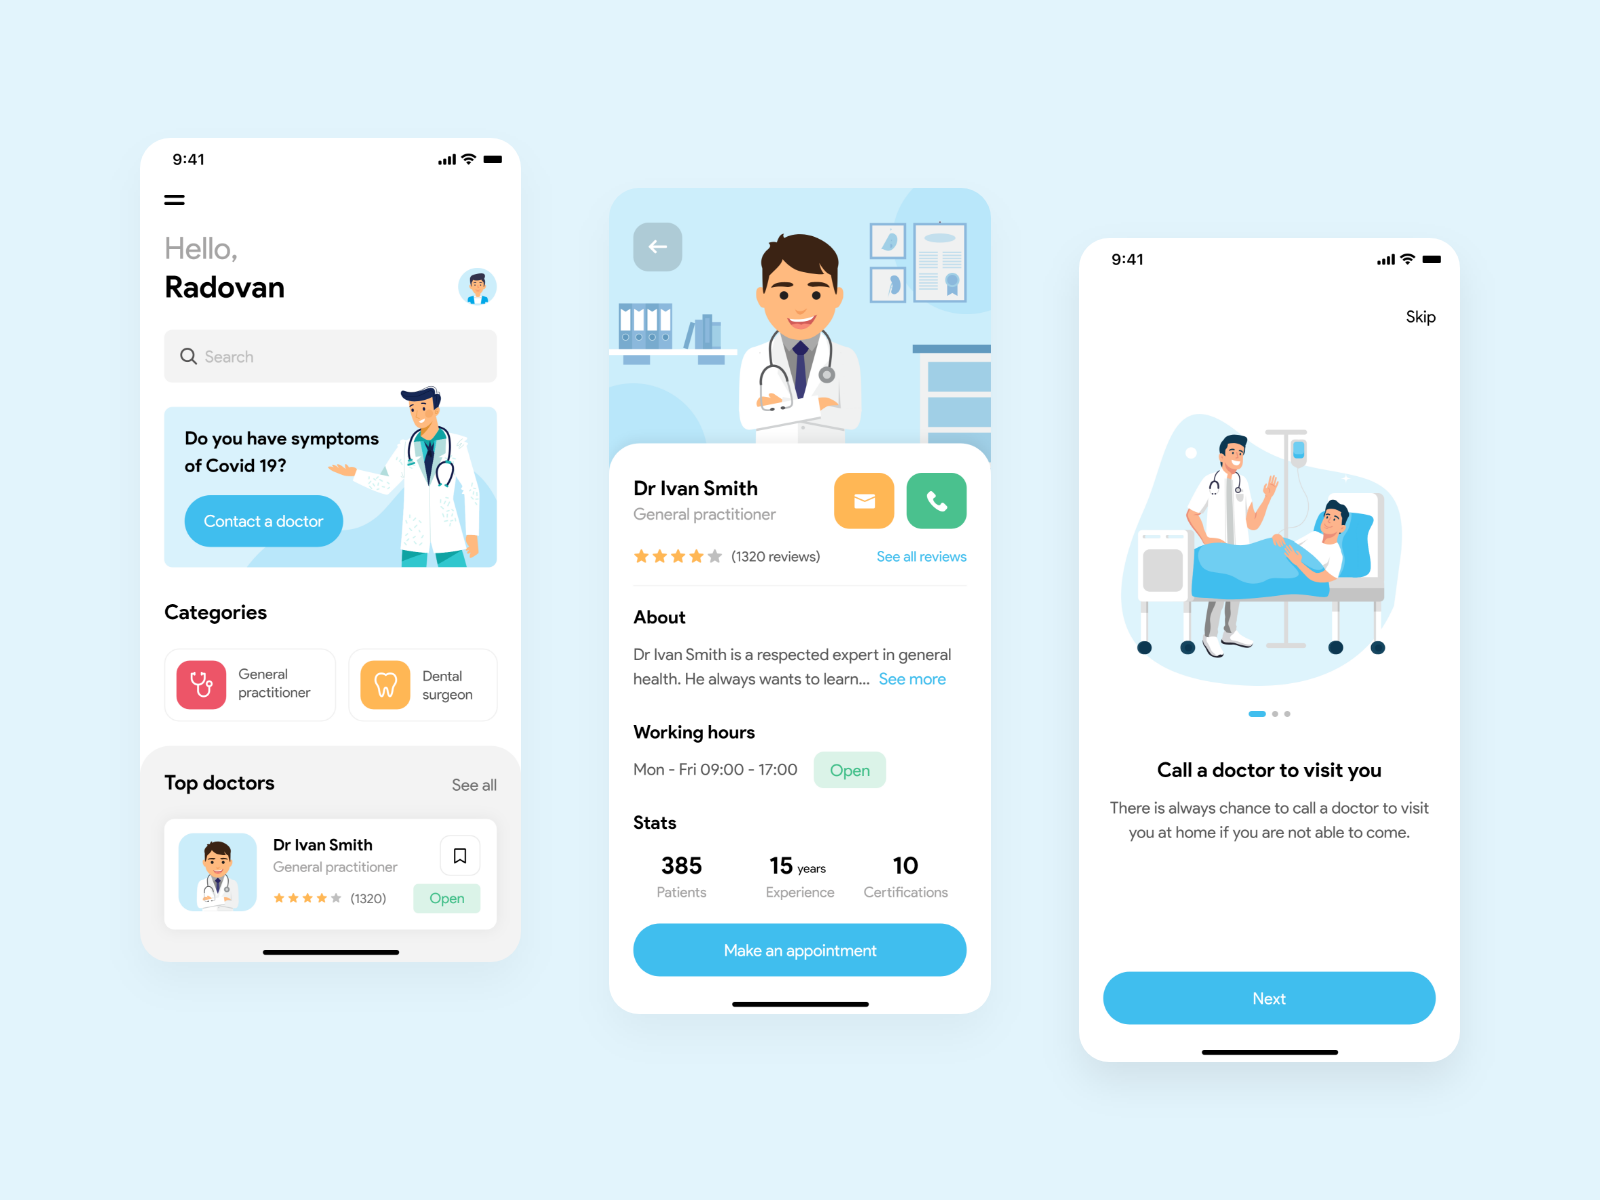 9:41
Hello,
Radovan
Search
Do you have symptoms
of Covid 19?
Contact a doctor
Categories
General
practitioner
Dental
surgeon
Top doctors
See all
Dr Ivan Smith
General practitioner
(1320)
Open
Dr Ivan Smith
General practitioner
(1320 reviews)
See all reviews
About
Dr Ivan Smith is a respected expert in general
health. He always wants to learn... See more
Working hours
Mon - Fri 09:00 - 17:00
Open
Stats
385
Patients
15 years
Experience
10
Certifications
Make an appointment
9:41
Skip
Call a doctor to visit you
There is always chance to call a doctor to visit
you at home if you are not able to come.
Next